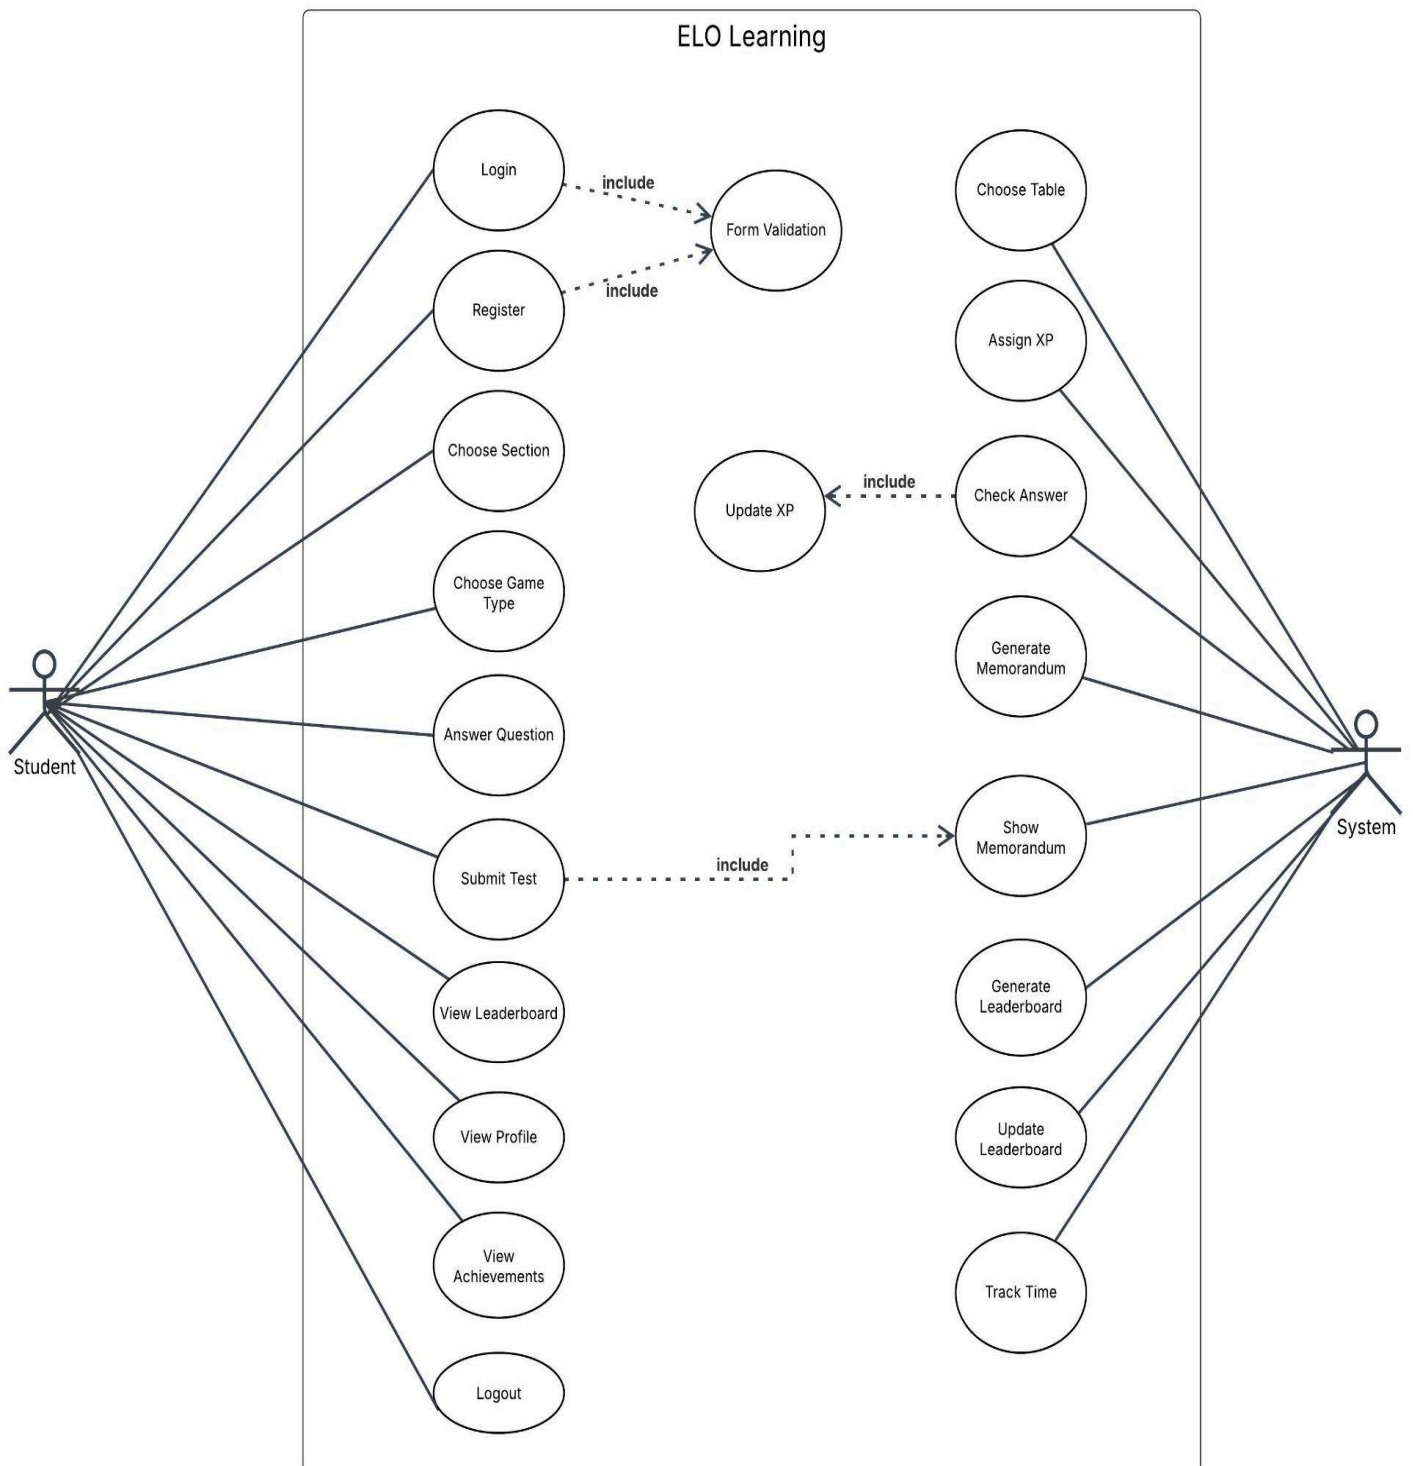 ELO Learning
Login
include
Form Validation
Choose Table
Register
include
Assign XP
Choose Section
Update XP
include
Check Answer
Choose Game
Type
Generate
Memorandum
Student
Answer Question
System
Submit Test
include
Show
Memorandum
View Leaderboard
Generate
Leaderboard
View Profile
Update
Leaderboard
View
Achievements
Track Time
Logout